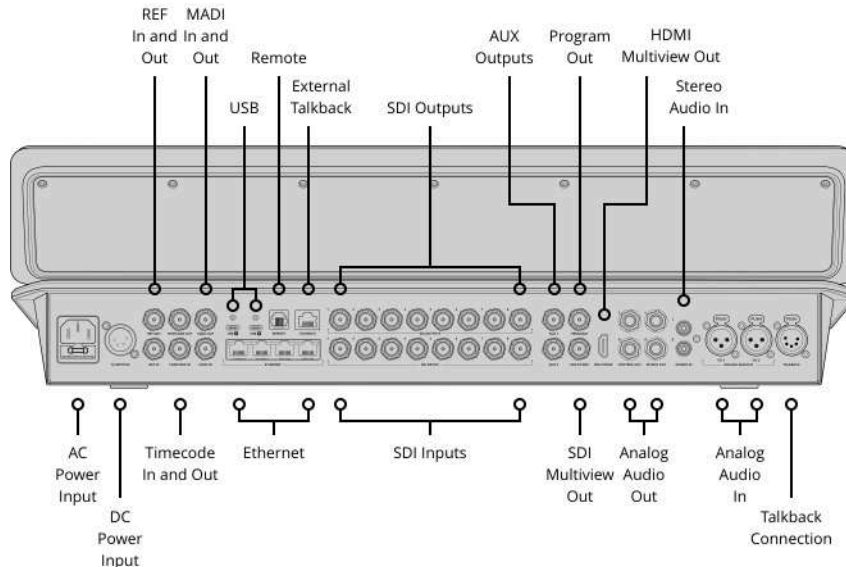 REF
In and
Out
MADI
In and
Out
Remote
USB
External
Talkback
SDI Outputs
AUX
Outputs
Program
Out
HDMI
Multiview Out
Stereo
Audio In
AC
Power
Input
DC
Power
Input
Timecode
In and Out
Ethernet
SDI Inputs
SDI
Multiview
Out
Analog
Audio
Out
Analog
Audio
In
Talkback
Connection